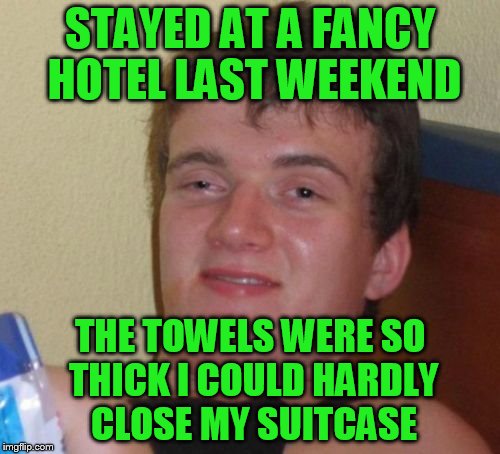 STAYED AT A FANCY
HOTEL LAST WEEKEND
THE TOWELS WERE SO
THICK I COULD HARDLY
CLOSE MY SUITCASE
imgflip.com